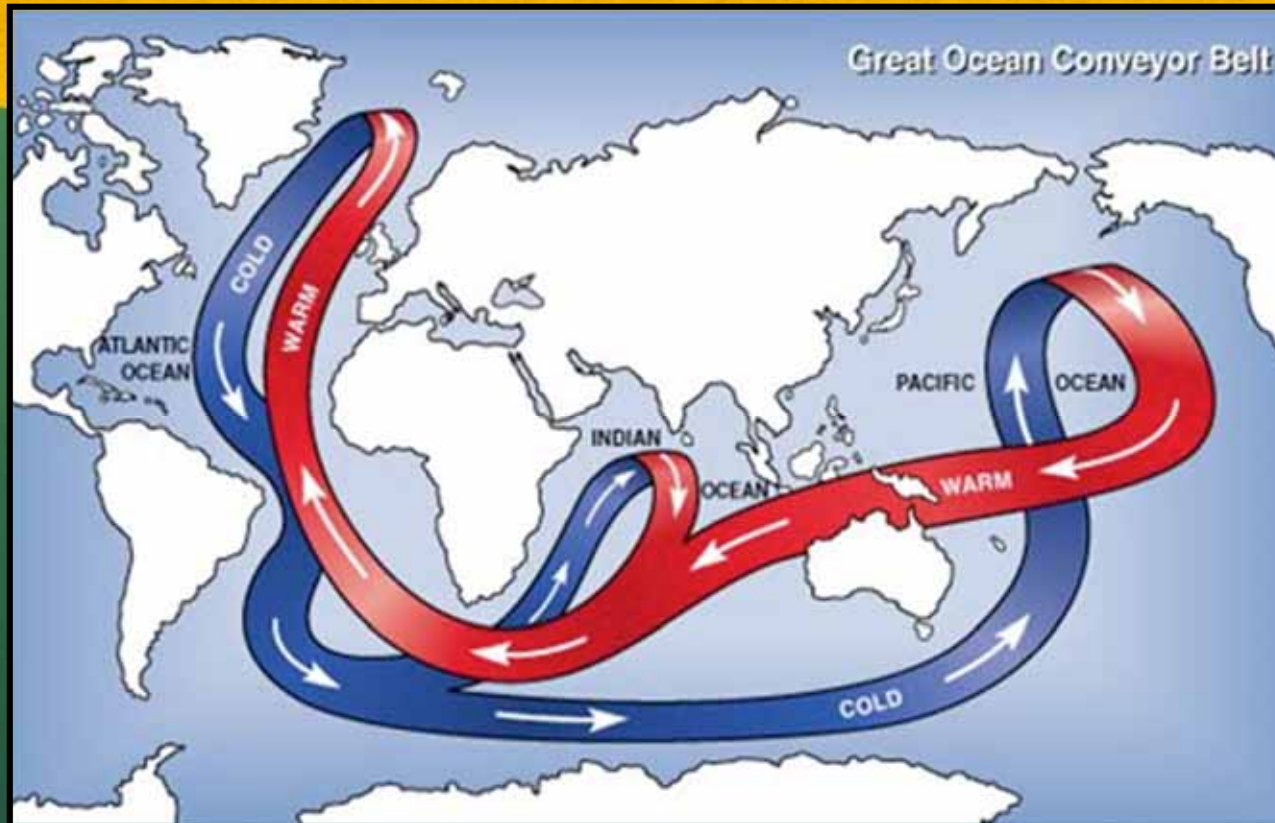 Great Ocean Conveyor Belt
COLD
WARM
ATLANTIC
OCEAN
PACIFIC OCEAN
INDIAN
OCEAN
WARM
COLD